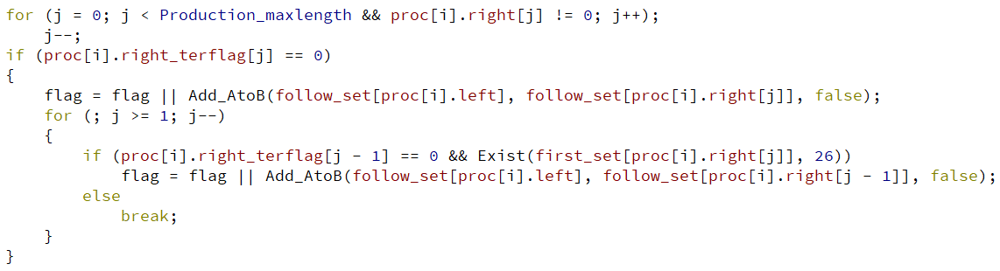 for (j = 0; j < Production_maxlength && proc[i].right[j] != 0; j++);
    j--;
if (proc[i].right_terflag[j] == 0)
{
    flag = flag || Add_AtoB(follow_set[proc[i].left], follow_set[proc[i].right[j]], false);
    for (; j >= 1; j--)
    {
        if (proc[i].right_terflag[j - 1] == 0 && Exist(first_set[proc[i].right[j]], 26))
            flag = flag || Add_AtoB(follow_set[proc[i].left], follow_set[proc[i].right[j - 1]], false);
        else
            break;
    }
}